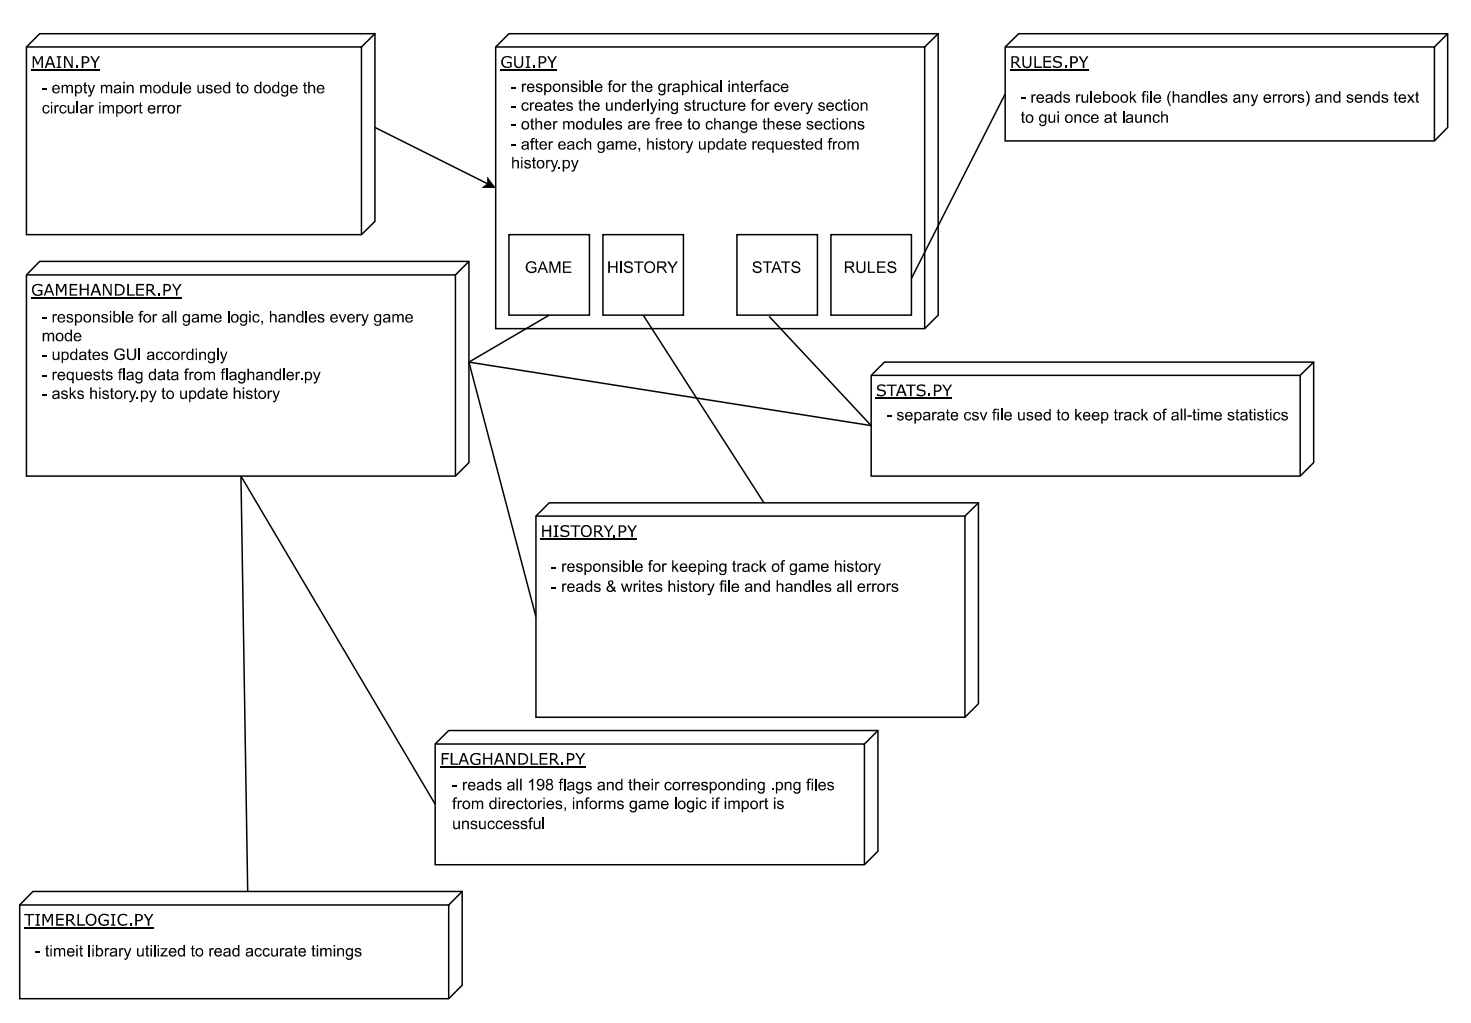 MAIN.PY
- empty main module used to dodge the
circular import error
GUI.PY
- responsible for the graphical interface
- creates the underlying structure for every section
- other modules are free to change these sections
- after each game, history update requested from
history.py
GAME
HISTORY
STATS
RULES
RULES.PY
- reads rulebook file (handles any errors) and sends text
to gui once at launch
GAMEHANDLER.PY
- responsible for all game logic, handles every game
mode
- updates GUI accordingly
- requests flag data from flaghandler.py
- asks history.py to update history
STATS.PY
- separate csv file used to keep track of all-time statistics
HISTORY.PY
- responsible for keeping track of game history
- reads & writes history file and handles all errors
FLAGHANDLER.PY
- reads all 198 flags and their corresponding .png files
from directories, informs game logic if import is
unsuccessful
TIMERLOGIC.PY
- timeit library utilized to read accurate timings